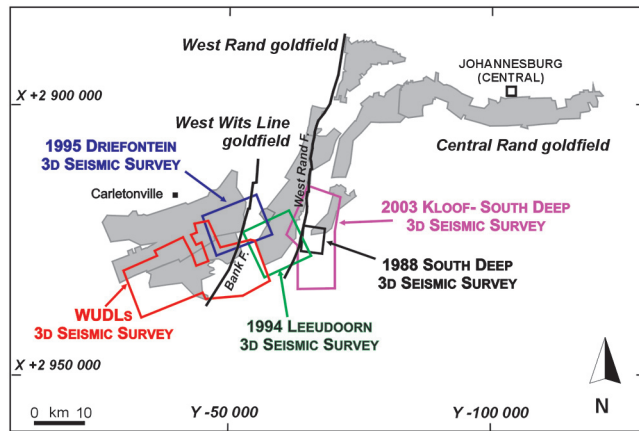 West Rand goldfield
JOHANNESBURG
(CENTRAL)
X +2 900 000
West Wits Line
goldfield
Central Rand goldfield
West Rand F.
1995 DRIEFONTEIN
3D SEISMIC SURVEY
Carletonville
2003 KLOOF- SOUTH DEEP
3D SEISMIC SURVEY
Bank F.
1988 SOUTH DEEP
3D SEISMIC SURVEY
WUDLS
3D SEISMIC SURVEY
1994 LEEUDOORN
3D SEISMIC SURVEY
X +2 950 000
0 km 10
Y -50 000
Y -100 000
N